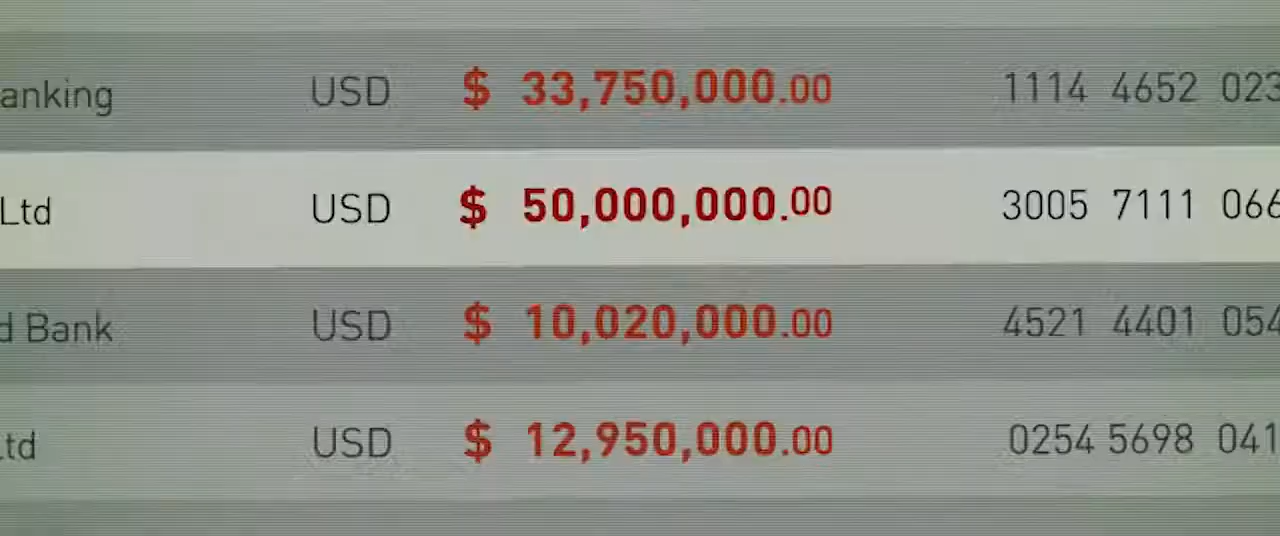 anking USD $ 33,750,000.00 1114 4652 023
Ltd USD $ 50,000,000.00 3005 7111 066
d Bank USD $ 10,020,000.00 4521 4401 054
td USD $ 12,950,000.00 0254 5698 041